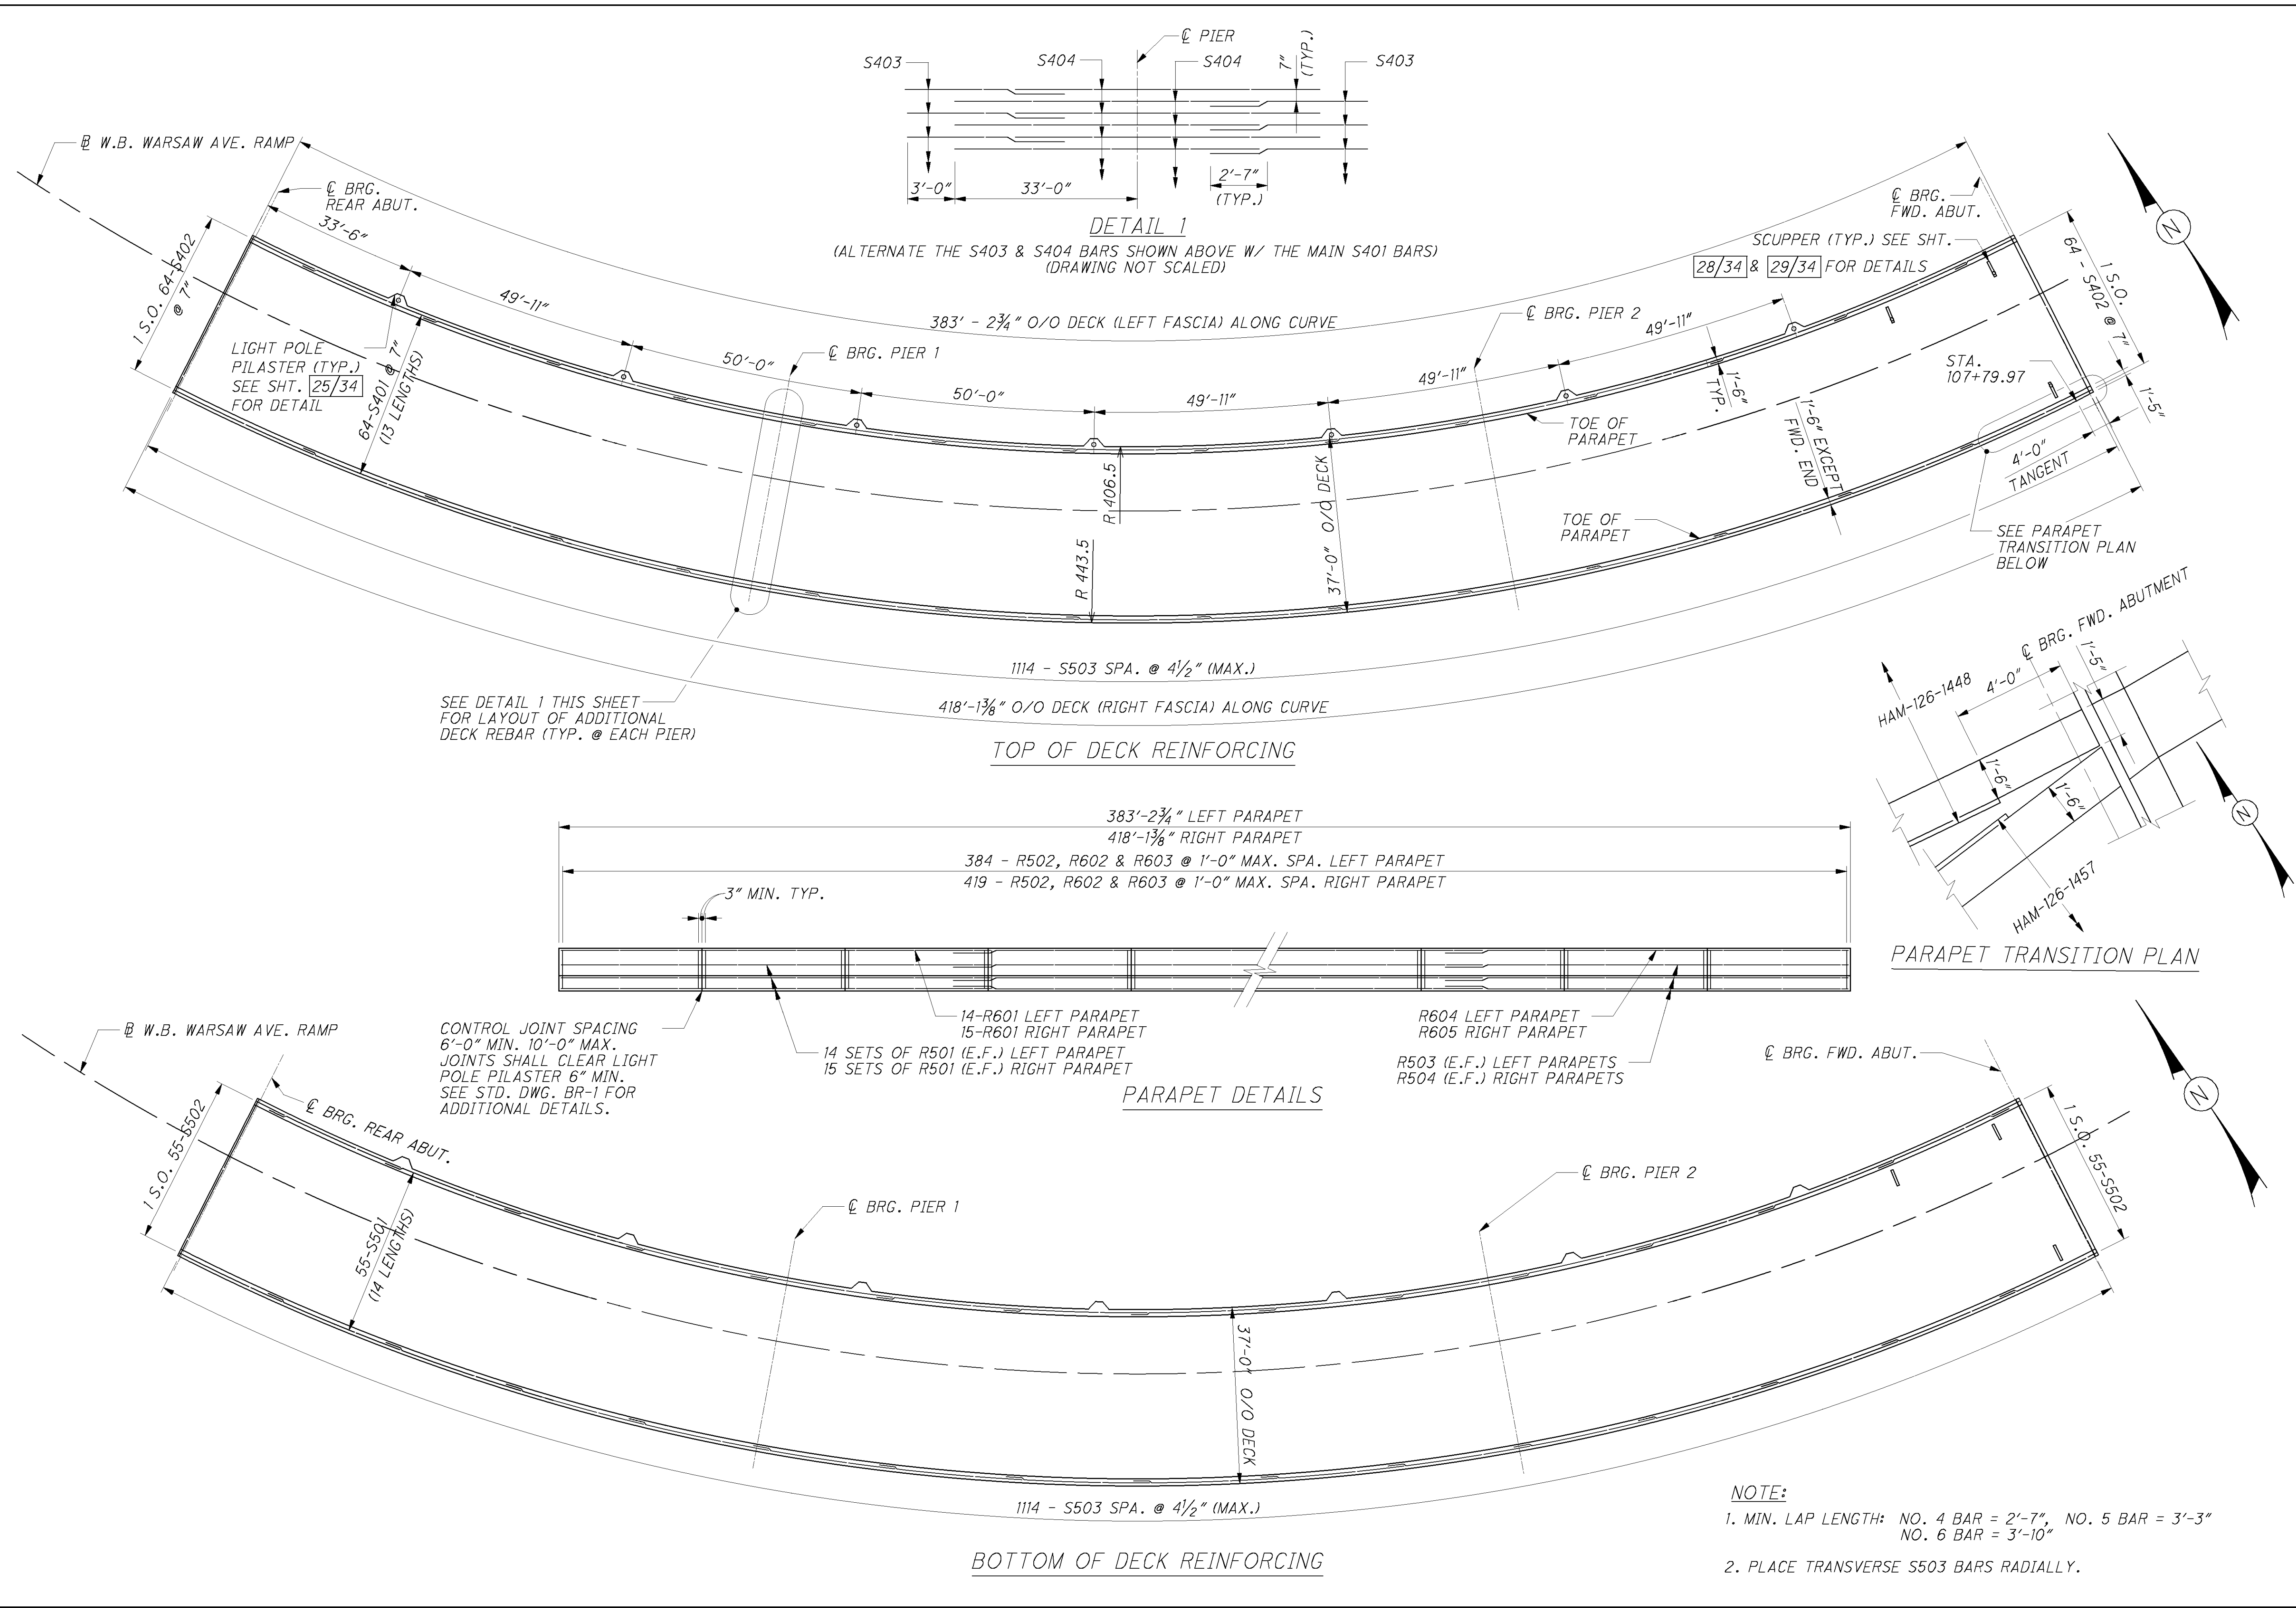 ℄ PIER
S403
S404
S404
7"
(TYP.)
S403
3'-0"
33'-0"
2'-7"
(TYP.)
DETAIL 1
(ALTERNATE THE S403 & S404 BARS SHOWN ABOVE W/ THE MAIN S401 BARS)
(DRAWING NOT SCALED)
B W.B. WARSAW AVE. RAMP
℄ BRG.
REAR ABUT.
33'-6"
1 S.O. 64-S402
@ 7"
LIGHT POLE
PILASTER (TYP.)
SEE SHT. 25/34
FOR DETAIL
64-S401 @ 7"
(13 LENGTHS)
49'-11"
50'-0"
℄ BRG. PIER 1
383' - 2¾" O/O DECK (LEFT FASCIA) ALONG CURVE
50'-0"
49'-11"
49'-11"
49'-11"
℄ BRG. PIER 2
SCUPPER (TYP.) SEE SHT.
28/34 & 29/34 FOR DETAILS
℄ BRG.
FWD. ABUT.
N
1 S.O.
64 - S402 @ 7"
STA.
107+79.97
1'-5"
4'-0"
TANGENT
1'-6"
TYP.
1'-6" EXCEPT
FWD. END
TOE OF
PARAPET
TOE OF
PARAPET
R 406.5
R 443.5
37'-0" O/O DECK
SEE PARAPET
TRANSITION PLAN
BELOW
1114 - S503 SPA. @ 4½" (MAX.)
418'-1⅜" O/O DECK (RIGHT FASCIA) ALONG CURVE
SEE DETAIL 1 THIS SHEET
FOR LAYOUT OF ADDITIONAL
DECK REBAR (TYP. @ EACH PIER)
TOP OF DECK REINFORCING
℄ BRG. FWD. ABUTMENT
1'-5"
4'-0"
HAM-126-1448
1'-6"
1'-6"
HAM-126-1457
N
PARAPET TRANSITION PLAN
383'-2¾" LEFT PARAPET
418'-1⅜" RIGHT PARAPET
384 - R502, R602 & R603 @ 1'-0" MAX. SPA. LEFT PARAPET
419 - R502, R602 & R603 @ 1'-0" MAX. SPA. RIGHT PARAPET
3" MIN. TYP.
CONTROL JOINT SPACING
6'-0" MIN. 10'-0" MAX.
JOINTS SHALL CLEAR LIGHT
POLE PILASTER 6" MIN.
SEE STD. DWG. BR-1 FOR
ADDITIONAL DETAILS.
14-R601 LEFT PARAPET
15-R601 RIGHT PARAPET
14 SETS OF R501 (E.F.) LEFT PARAPET
15 SETS OF R501 (E.F.) RIGHT PARAPET
R604 LEFT PARAPET
R605 RIGHT PARAPET
R503 (E.F.) LEFT PARAPETS
R504 (E.F.) RIGHT PARAPETS
PARAPET DETAILS
B W.B. WARSAW AVE. RAMP
℄ BRG. REAR ABUT.
1 S.O. 55-S502
55-S501
(14 LENGTHS)
℄ BRG. PIER 1
℄ BRG. PIER 2
℄ BRG. FWD. ABUT.
1 S.O. 55-S502
N
37'-0" O/O DECK
1114 - S503 SPA. @ 4½" (MAX.)
BOTTOM OF DECK REINFORCING
NOTE:
1. MIN. LAP LENGTH: NO. 4 BAR = 2'-7", NO. 5 BAR = 3'-3"
NO. 6 BAR = 3'-10"
2. PLACE TRANSVERSE S503 BARS RADIALLY.